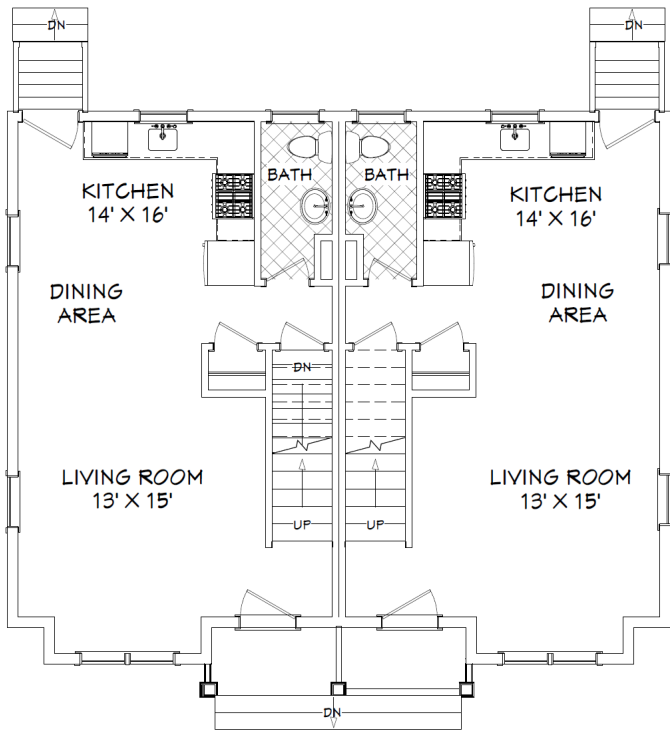 DN
DN
BATH
BATH
KITCHEN
14' X 16'
KITCHEN
14' X 16'
DINING
AREA
DINING
AREA
DN
LIVING ROOM
13' X 15'
LIVING ROOM
13' X 15'
UP
UP
DN